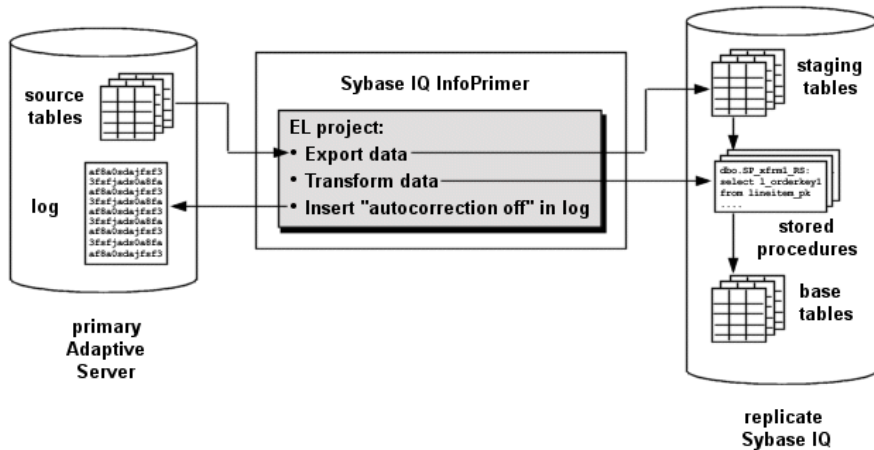 source
tables
log
af8a0sdajfsf3
3fsfjads0a8fa
af8a0sdajfsf3
3fsfjads0a8fa
af8a0sdajfsf3
3fsfjads0a8fa
af8a0sdajfsf3
3fsfjads0a8fa
af8a0sdajfsf3
primary
Adaptive
Server
Sybase IQ InfoPrimer
EL project:
• Export data
• Transform data
• Insert "autocorrection off" in log
staging
tables
dbo.SP_xfrm1_RS:
select l_orderkey1
from lineitem_pk
....
stored
procedures
base
tables
replicate
Sybase IQ